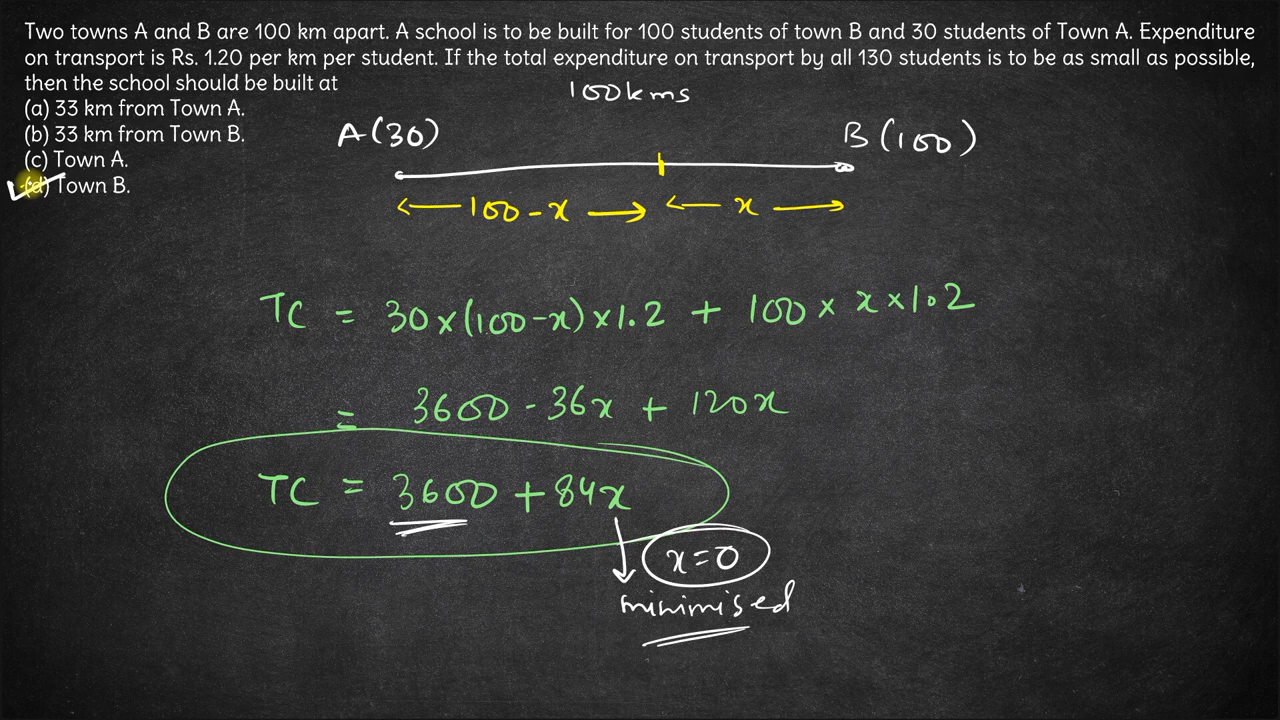 Two towns A and B are 100 km apart. A school is to be built for 100 students of town B and 30 students of Town A. Expenditure
on transport is Rs. 1.20 per km per student. If the total expenditure on transport by all 130 students is to be as small as possible,
then the school should be built at
(a) 33 km from Town A.
(b) 33 km from Town B.
(c) Town A.
(d) Town B.
100kms
A(30) B(100)
100-x x
TC = 30×(100-x)×1.2 + 100× x×1.2
= 3600 - 36x + 120x
TC = 3600 + 84x
x=0
minimised